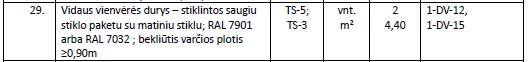 29. Vidaus vienvėrės durys – stiklintos saugiu TS-5; vnt. 2 1-DV-12,
stiklo paketu su matiniu stiklu; RAL 7901 TS-3 m² 4,40 1-DV-15
arba RAL 7032 ; bekliūtis varčios plotis
≥0,90m